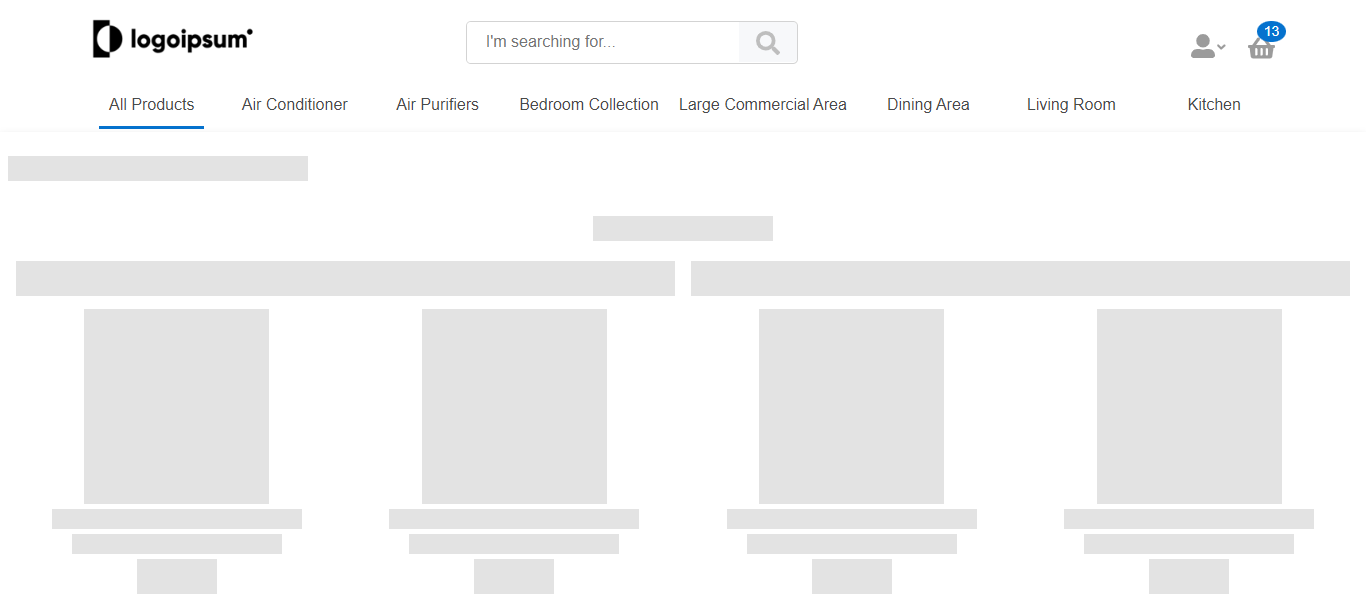 logoipsum
I'm searching for...
13
All Products
Air Conditioner
Air Purifiers
Bedroom Collection
Large Commercial Area
Dining Area
Living Room
Kitchen